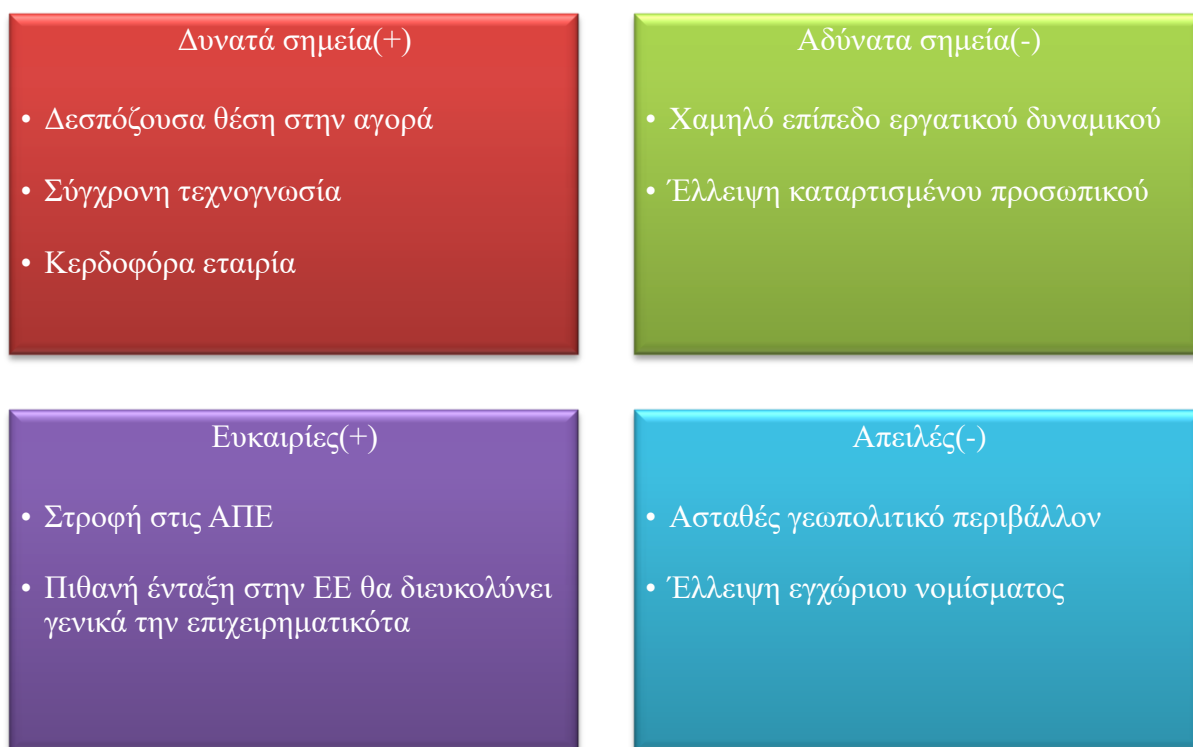 Δυνατά σημεία(+)
• Δεσπόζουσα θέση στην αγορά
• Σύγχρονη τεχνογνωσία
• Κερδοφόρα εταιρία
Αδύνατα σημεία(-)
• Χαμηλό επίπεδο εργατικού δυναμικού
• Έλλειψη καταρτισμένου προσωπικού
Ευκαιρίες(+)
• Στροφή στις ΑΠΕ
• Πιθανή ένταξη στην ΕΕ θα διευκολύνει
γενικά την επιχειρηματικότα
Απειλές(-)
• Ασταθές γεωπολιτικό περιβάλλον
• Έλλειψη εγχώριου νομίσματος